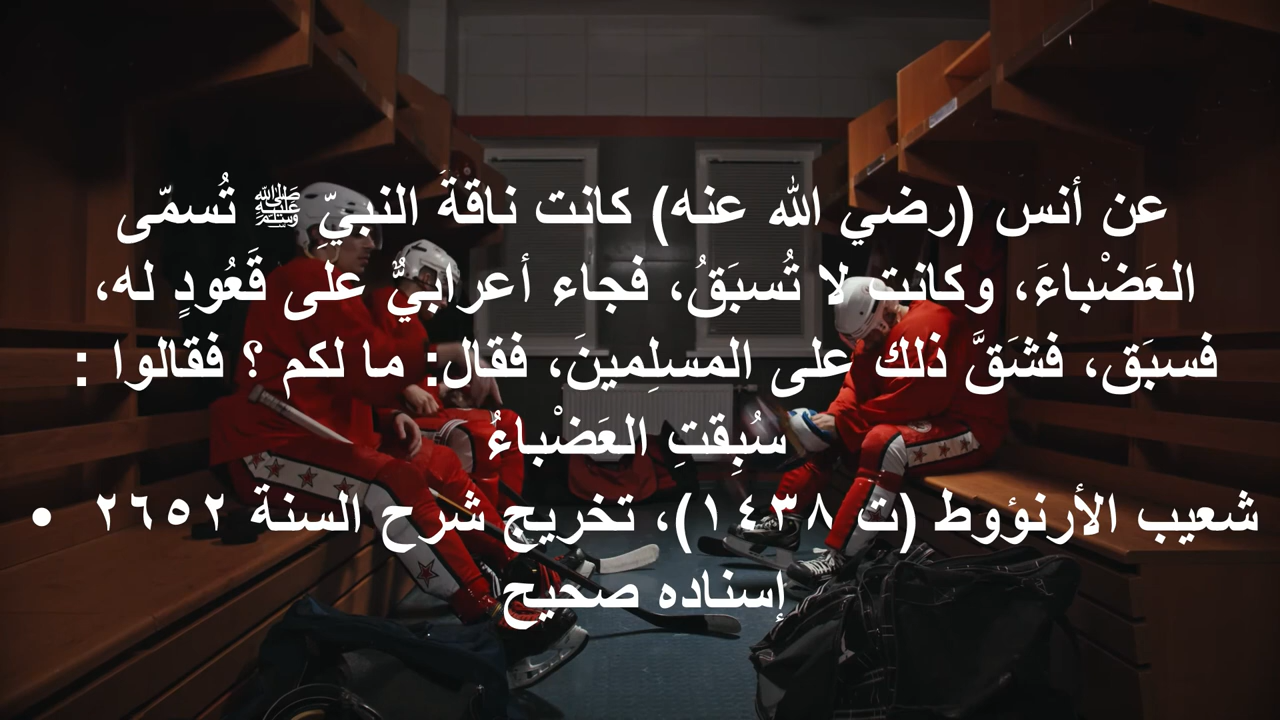 عن أنس (رضي الله عنه) كانت ناقةَ النبيّ ﷺ تُسمّى
العَضْباءَ، وكانت لا تُسبَقُ، فجاء أعرابيٌّ على قَعُودٍ له،
فسبَق، فشَقَّ ذلك على المسلِمينَ، فقال: ما لكم ؟ فقالوا :
سُبِقتِ العَضْباءُ
شعيب الأرنؤوط (ت ١٤٣٨)، تخريج شرح السنة ٢٦٥٢ •
إسناده صحيح